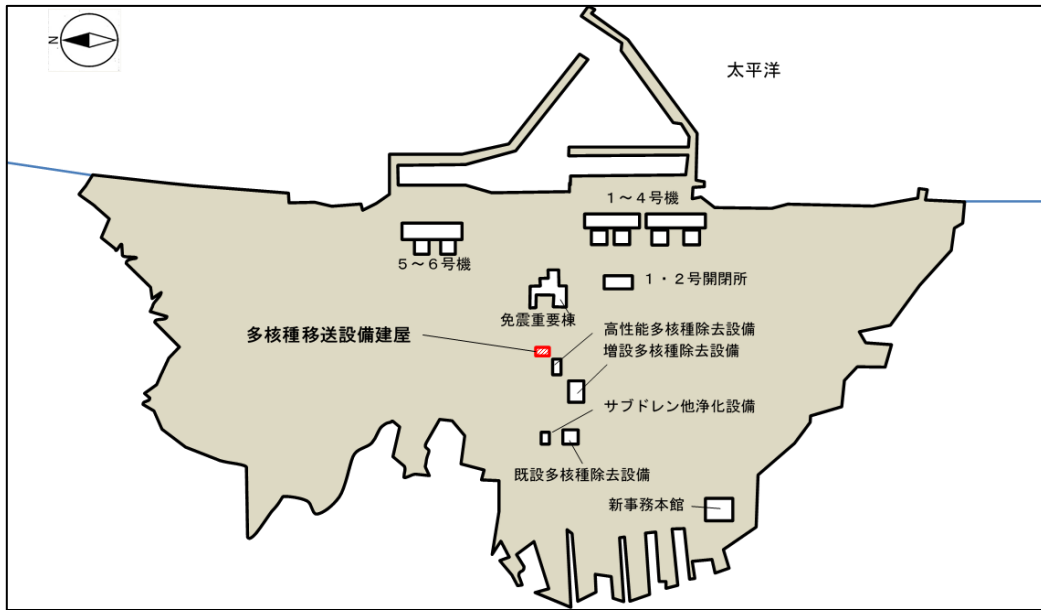 N
太平洋
１～４号機
５～６号機
１・２号開閉所
免震重要棟
高性能多核種除去設備
多核種移送設備建屋
増設多核種除去設備
サブドレン他浄化設備
既設多核種除去設備
新事務本館